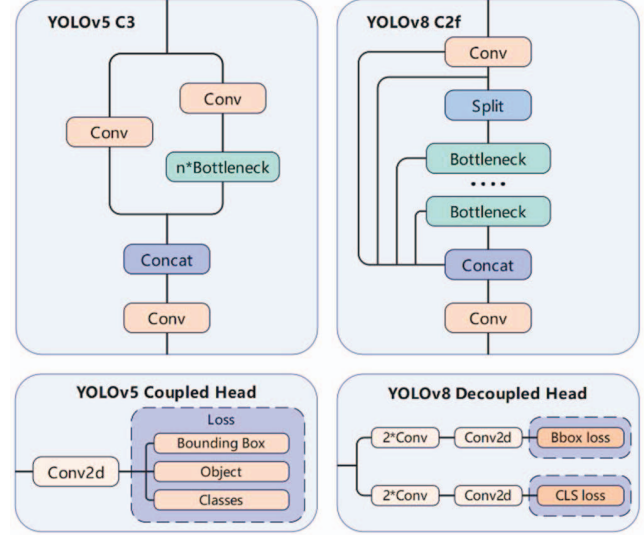 YOLOv5 C3
Conv
Conv
n*Bottleneck
Concat
Conv
YOLOv8 C2f
Conv
Split
Bottleneck
Bottleneck
Concat
Conv
YOLOv5 Coupled Head
Loss
Bounding Box
Conv2d
Object
Classes
YOLOv8 Decoupled Head
2*Conv
Conv2d
Bbox loss
2*Conv
Conv2d
CLS loss